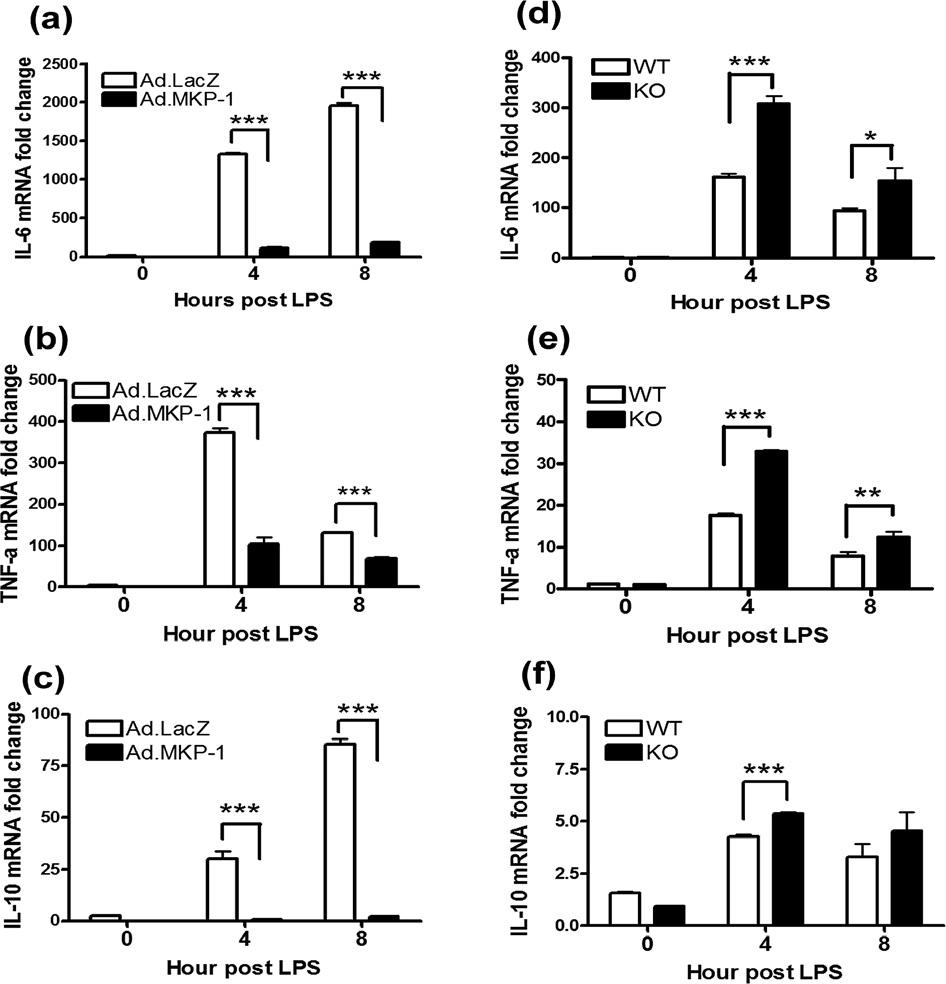 (a)
IL-6 mRNA fold change
2500
2000
1500
1000
500
0
Ad.LacZ
Ad.MKP-1
***
***
0 4 8
Hours post LPS
(b)
TNF-a mRNA fold change
500
400
300
200
100
0
Ad.LacZ
Ad.MKP-1
***
***
0 4 8
Hour post LPS
(c)
IL-10 mRNA fold change
100
75
50
25
0
Ad.LacZ
Ad.MKP-1
***
***
0 4 8
Hour post LPS
(d)
IL-6 mRNA fold change
400
300
200
100
0
WT
KO
***
*
0 4 8
Hour post LPS
(e)
TNF-a mRNA fold change
50
40
30
20
10
0
WT
KO
***
**
0 4 8
Hour post LPS
(f)
IL-10 mRNA fold change
10.0
7.5
5.0
2.5
0.0
WT
KO
***
0 4 8
Hour post LPS